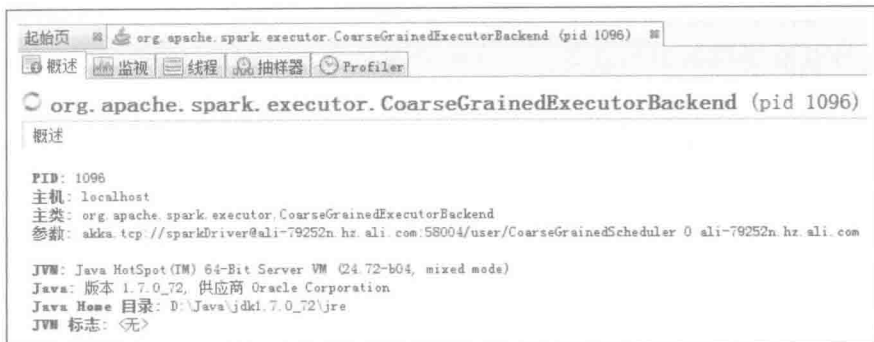 起始页 org.apache.spark.executor.CoarseGrainedExecutorBackend (pid 1096)
概述 监视 线程 抽样器 Profiler
org.apache.spark.executor.CoarseGrainedExecutorBackend (pid 1096)
概述
PID: 1096
主机: localhost
主类: org.apache.spark.executor.CoarseGrainedExecutorBackend
参数: akka.tcp://sparkDriver@ali-79252n.hz.ali.com:58004/user/CoarseGrainedScheduler 0 ali-79252n.hz.ali.com
JVM: Java HotSpot(TM) 64-Bit Server VM (24.72-b04, mixed mode)
Java: 版本 1.7.0_72, 供应商 Oracle Corporation
Java Home 目录: D:\Java\jdk1.7.0_72\jre
JVM 标志: <无>